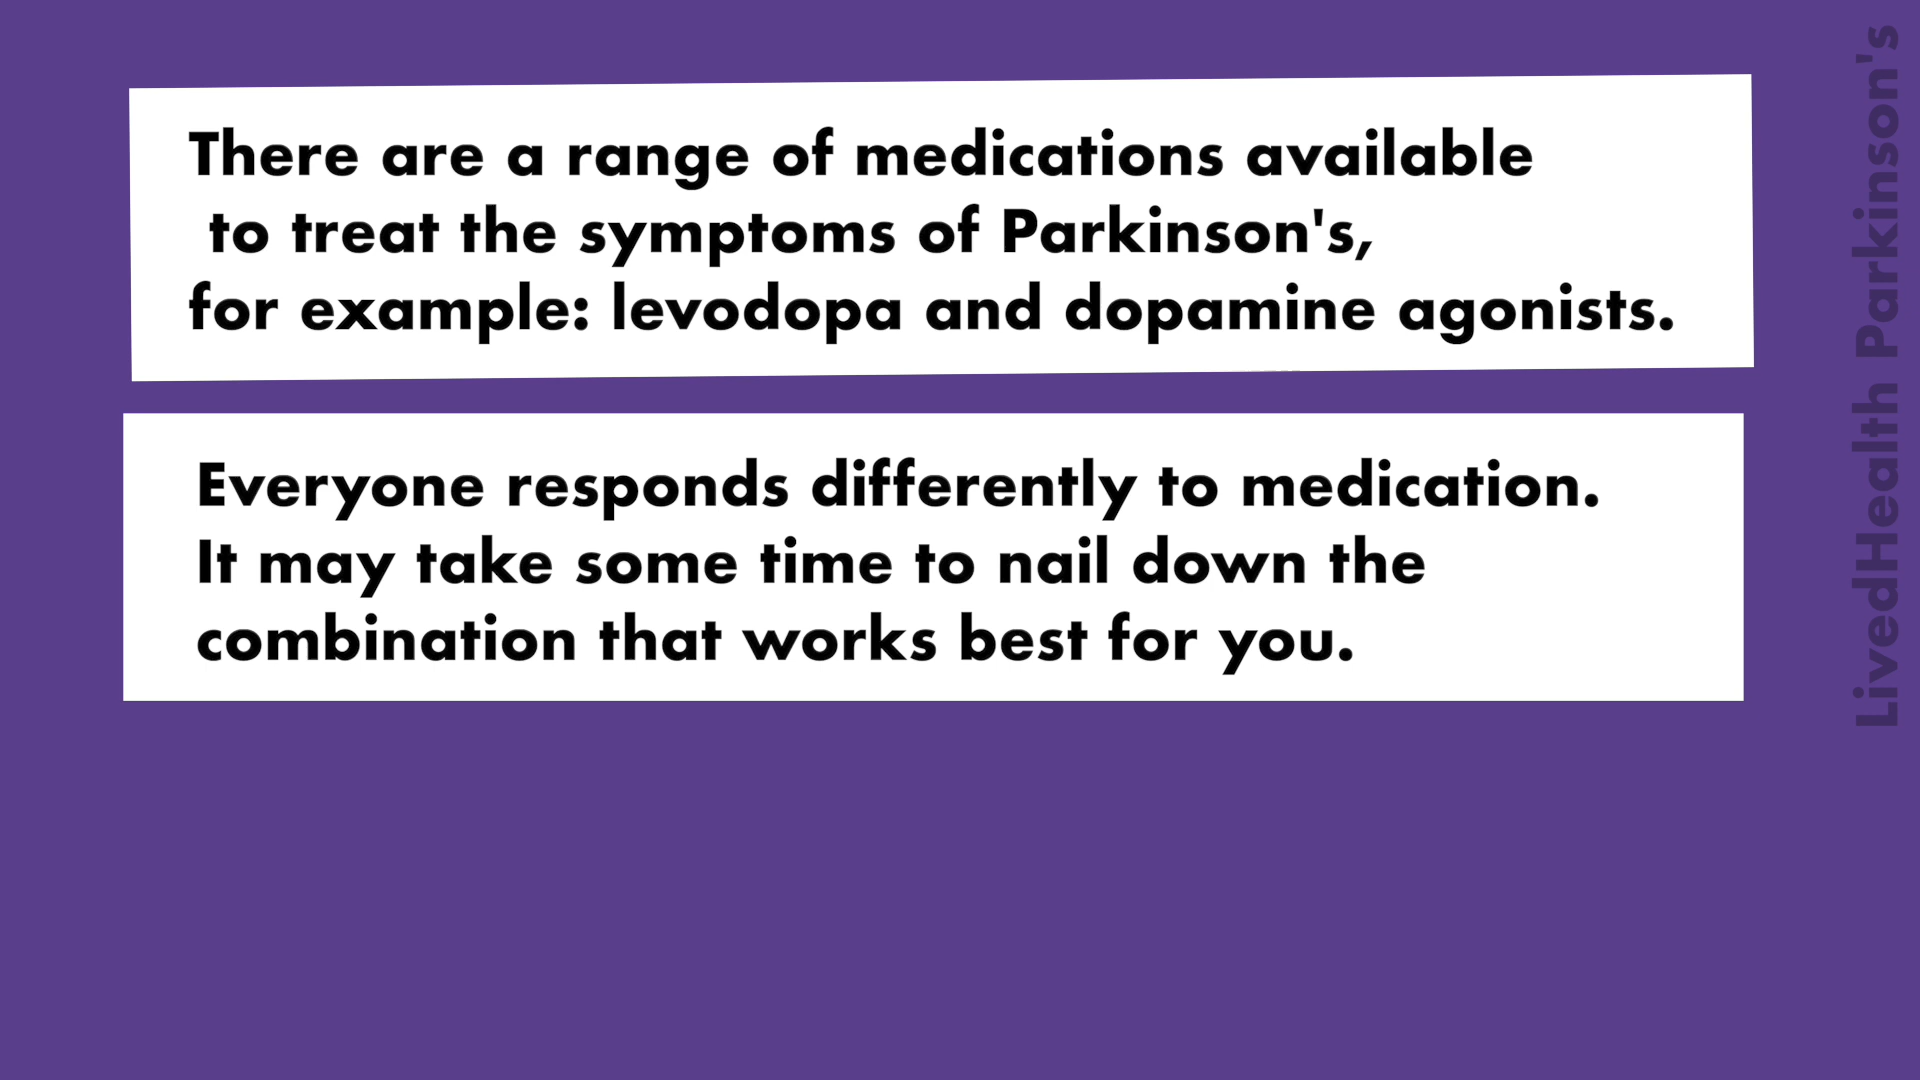 There are a range of medications available
to treat the symptoms of Parkinson's,
for example: levodopa and dopamine agonists.
Everyone responds differently to medication.
It may take some time to nail down the
combination that works best for you.
LivedHealth Parkinson's